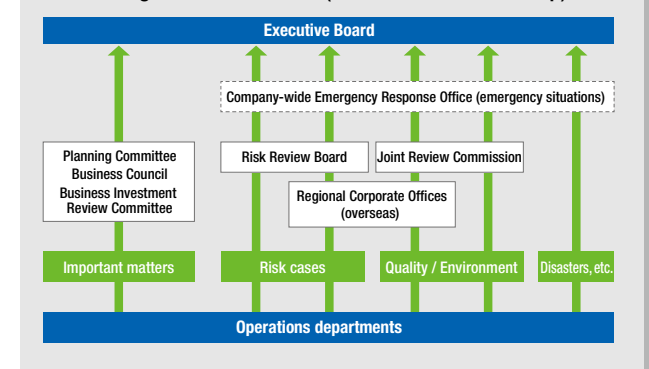 Executive Board
Company-wide Emergency Response Office (emergency situations)
Planning Committee
Business Council
Business Investment
Review Committee
Risk Review Board
Joint Review Commission
Regional Corporate Offices
(overseas)
Important matters
Risk cases
Quality / Environment
Disasters, etc.
Operations departments